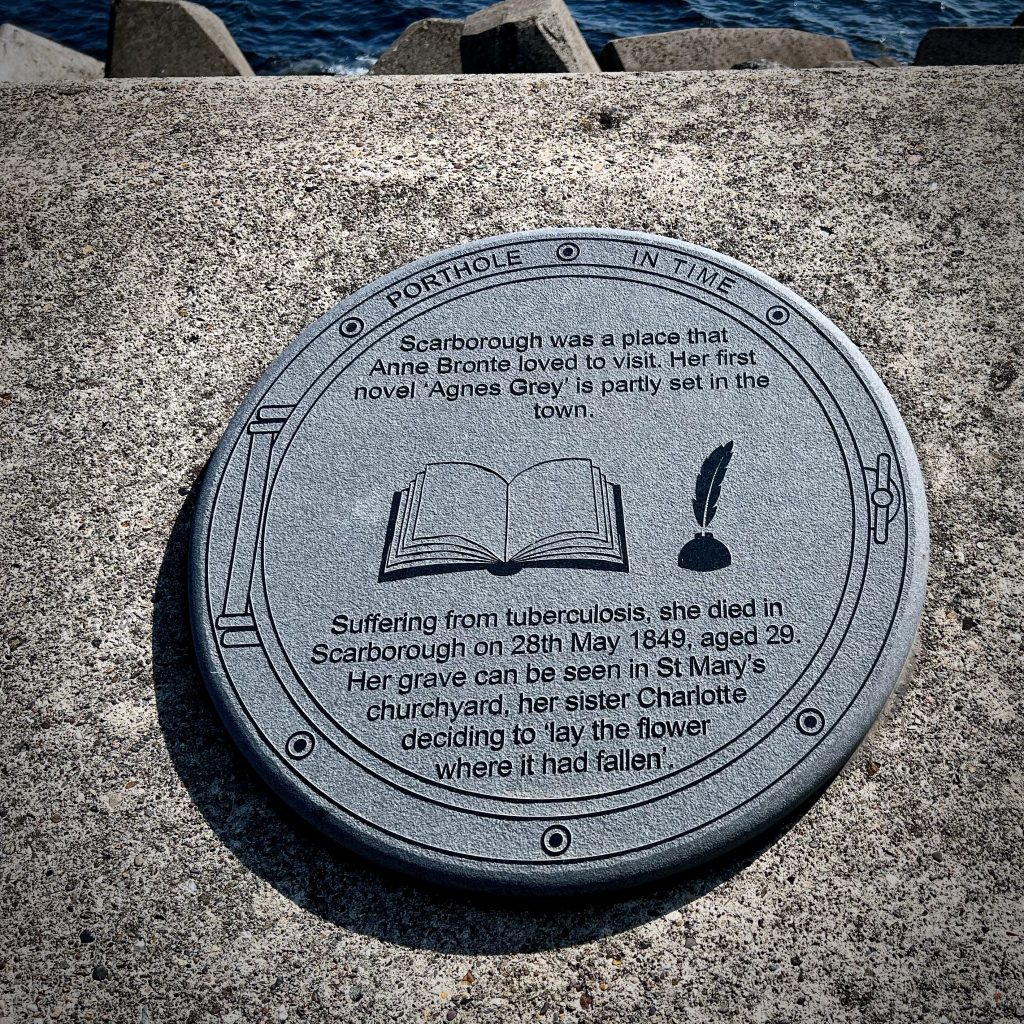 PORTHOLE IN TIME
Scarborough was a place that
Anne Bronte loved to visit. Her first
novel ‘Agnes Grey’ is partly set in the
town.
Suffering from tuberculosis, she died in
Scarborough on 28th May 1849, aged 29.
Her grave can be seen in St Mary's
churchyard, her sister Charlotte
deciding to ‘lay the flower
where it had fallen’.